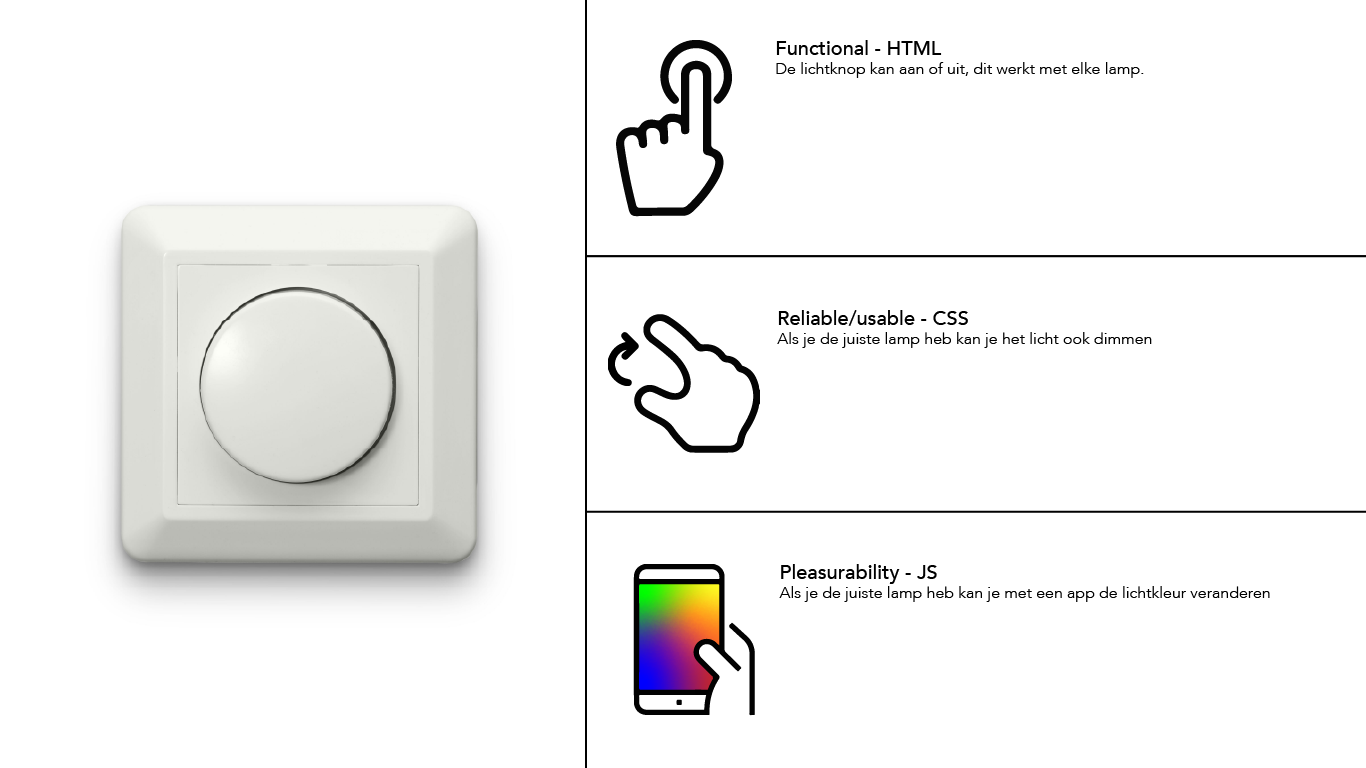 Functional - HTML
De lichtknop kan aan of uit, dit werkt met elke lamp.
Reliable/usable - CSS
Als je de juiste lamp heb kan je het licht ook dimmen
Pleasurability - JS
Als je de juiste lamp heb kan je met een app de lichtkleur veranderen